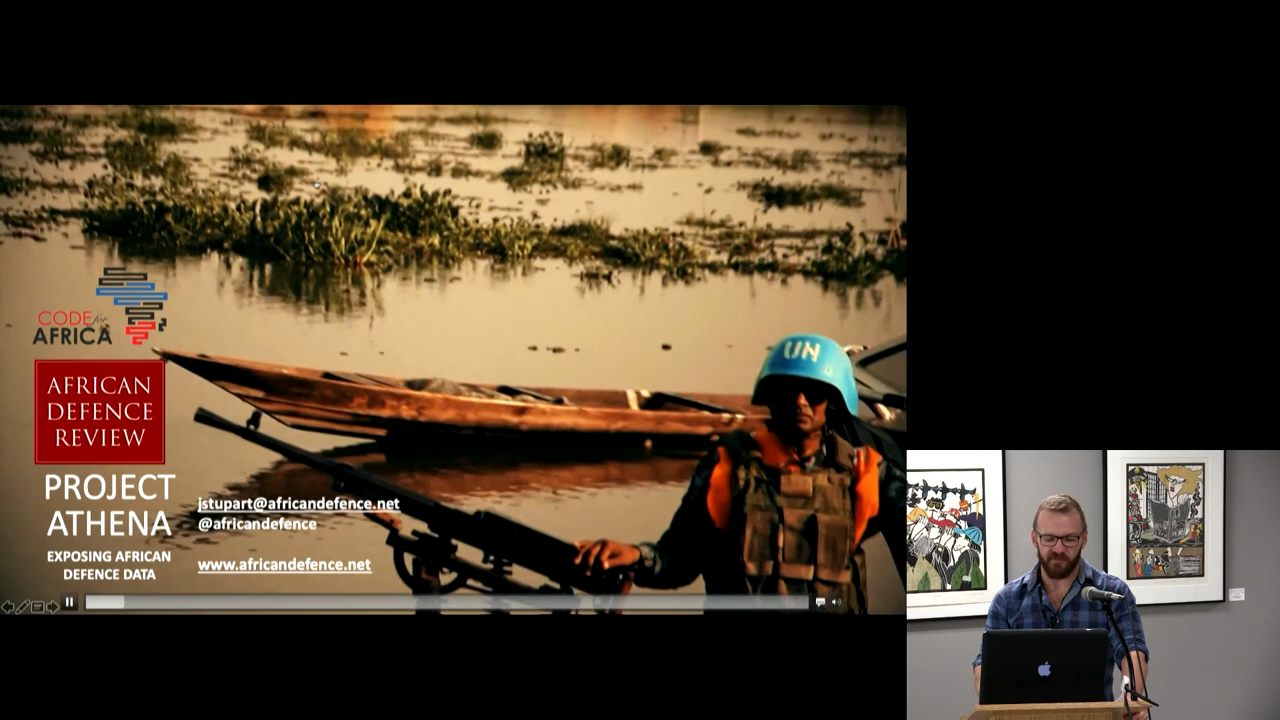 CODE for
AFRICA
AFRICAN
DEFENCE
REVIEW
PROJECT
ATHENA
EXPOSING AFRICAN
DEFENCE DATA
jstupart@africandefence.net
@africandefence
www.africandefence.net
UN